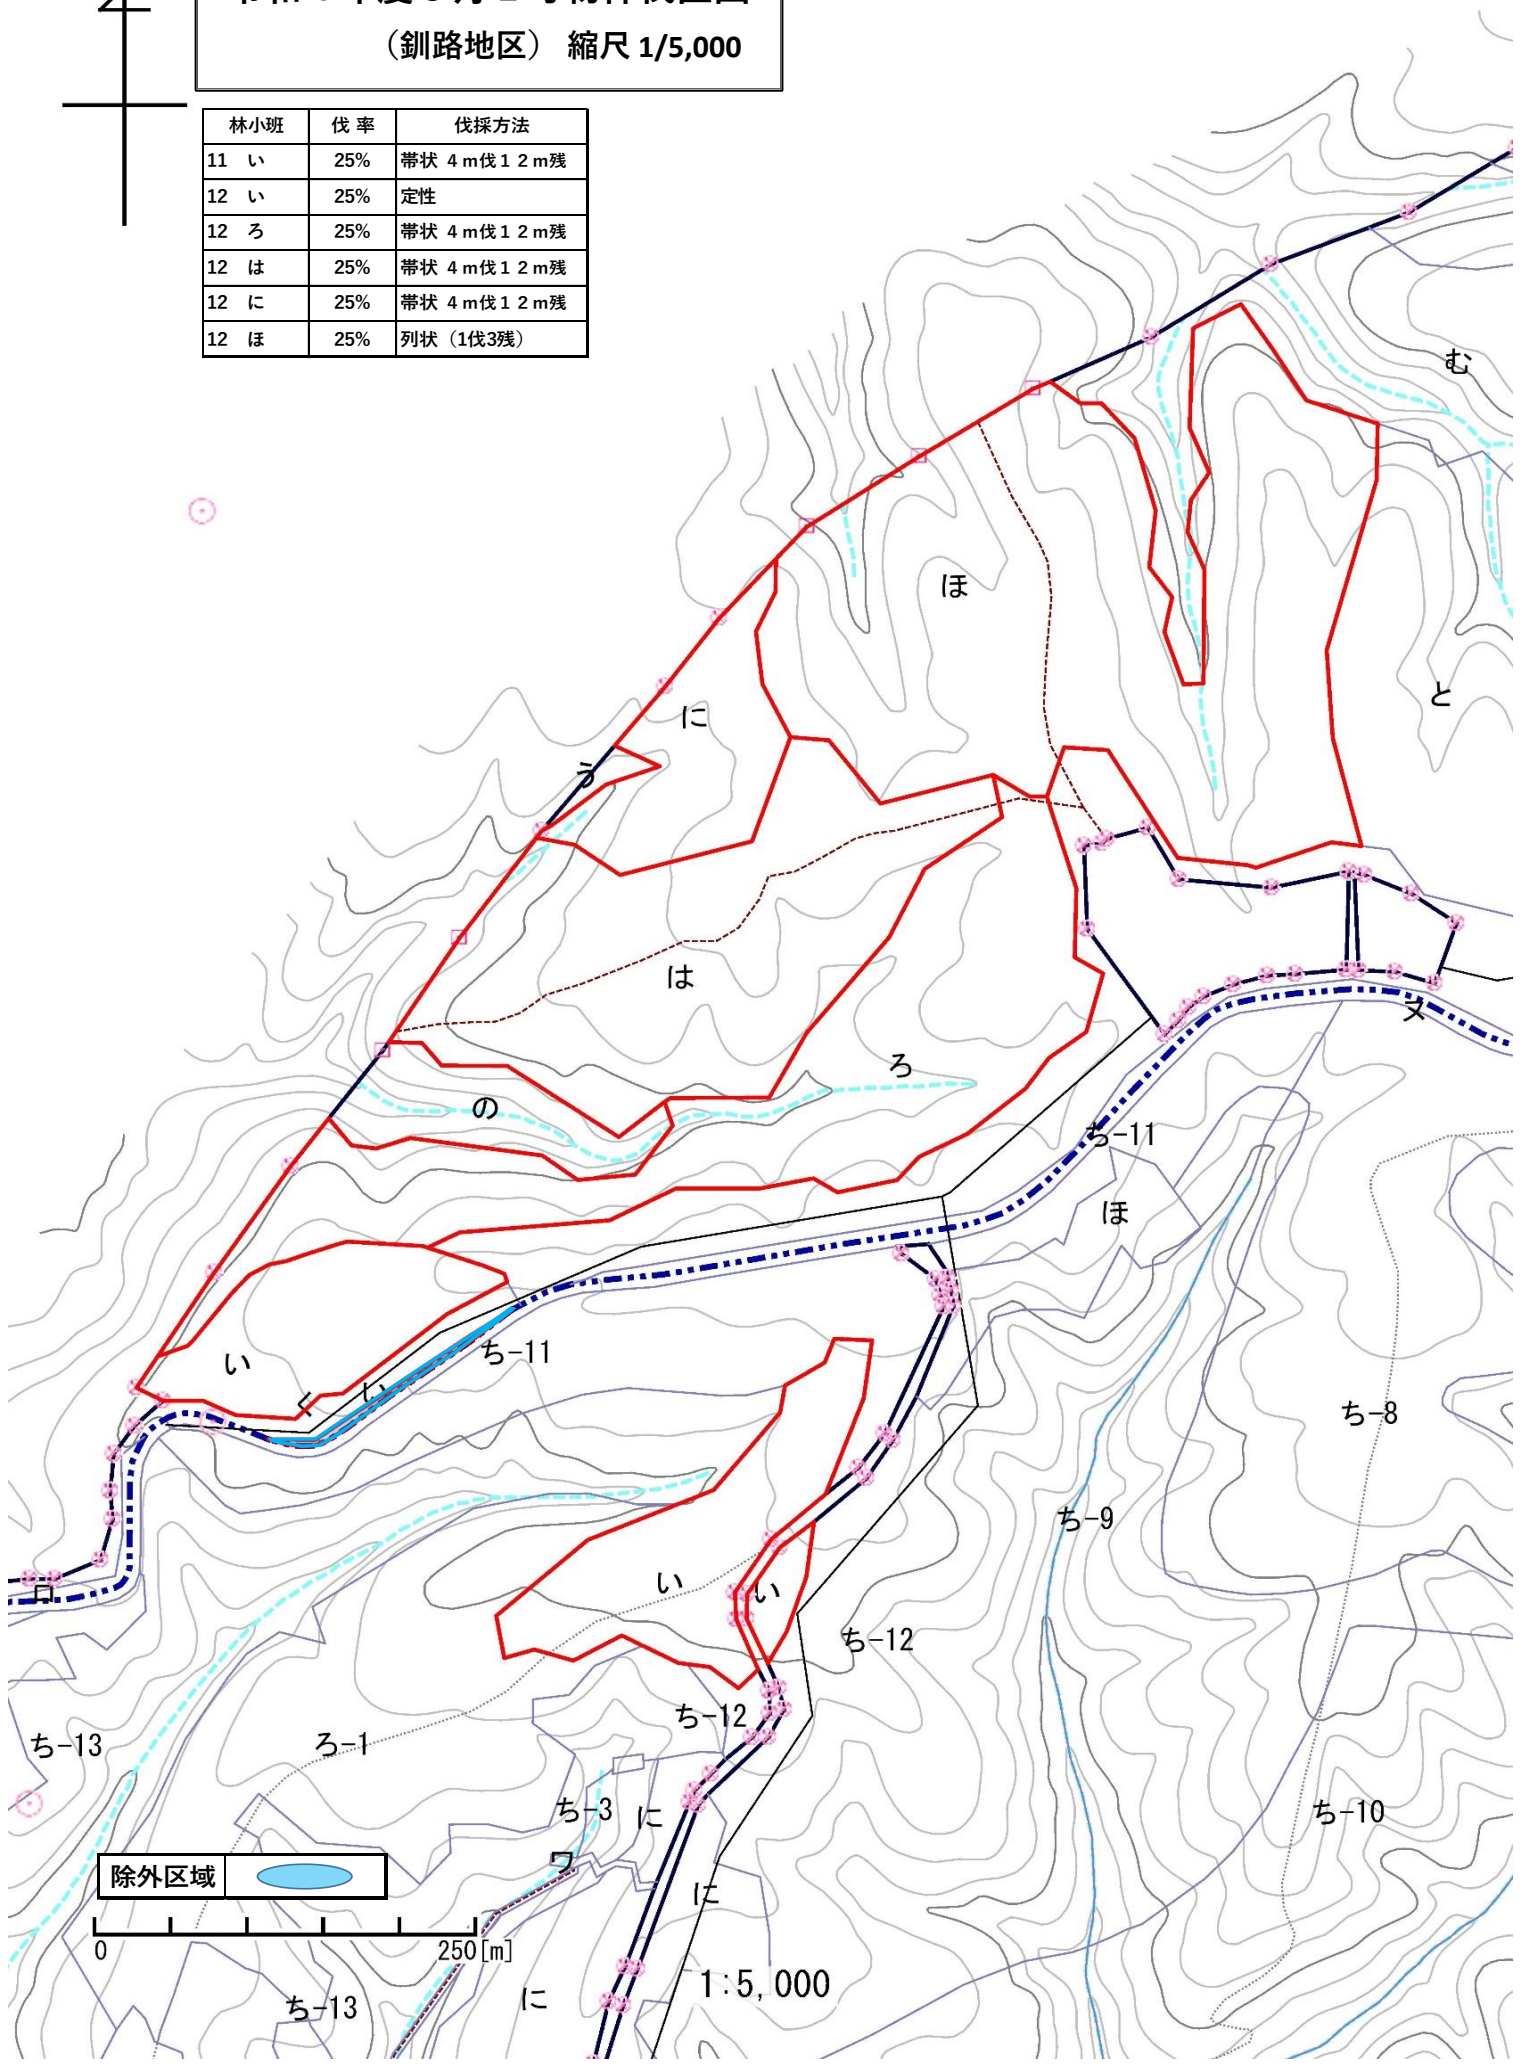 （釧路地区） 縮尺 1/5,000
林小班 伐 率 伐採方法
11 い 25% 帯状 4ｍ伐１２ｍ残
12 い 25% 定性
12 ろ 25% 帯状 4ｍ伐１２ｍ残
12 は 25% 帯状 4ｍ伐１２ｍ残
12 に 25% 帯状 4ｍ伐１２ｍ残
12 ほ 25% 列状（1伐3残）
む
ほ
と
に
う
は
ヌ
ろ
の
ち-11
ほ
い
ち-11
く
い
ち-8
ち-9
い
い
ロ
ち-12
ち-12
ち-13
ろ-1
ち-3
に
ち-10
ワ
除外区域
に
0 250[m]
1:5,000
ち-13
に